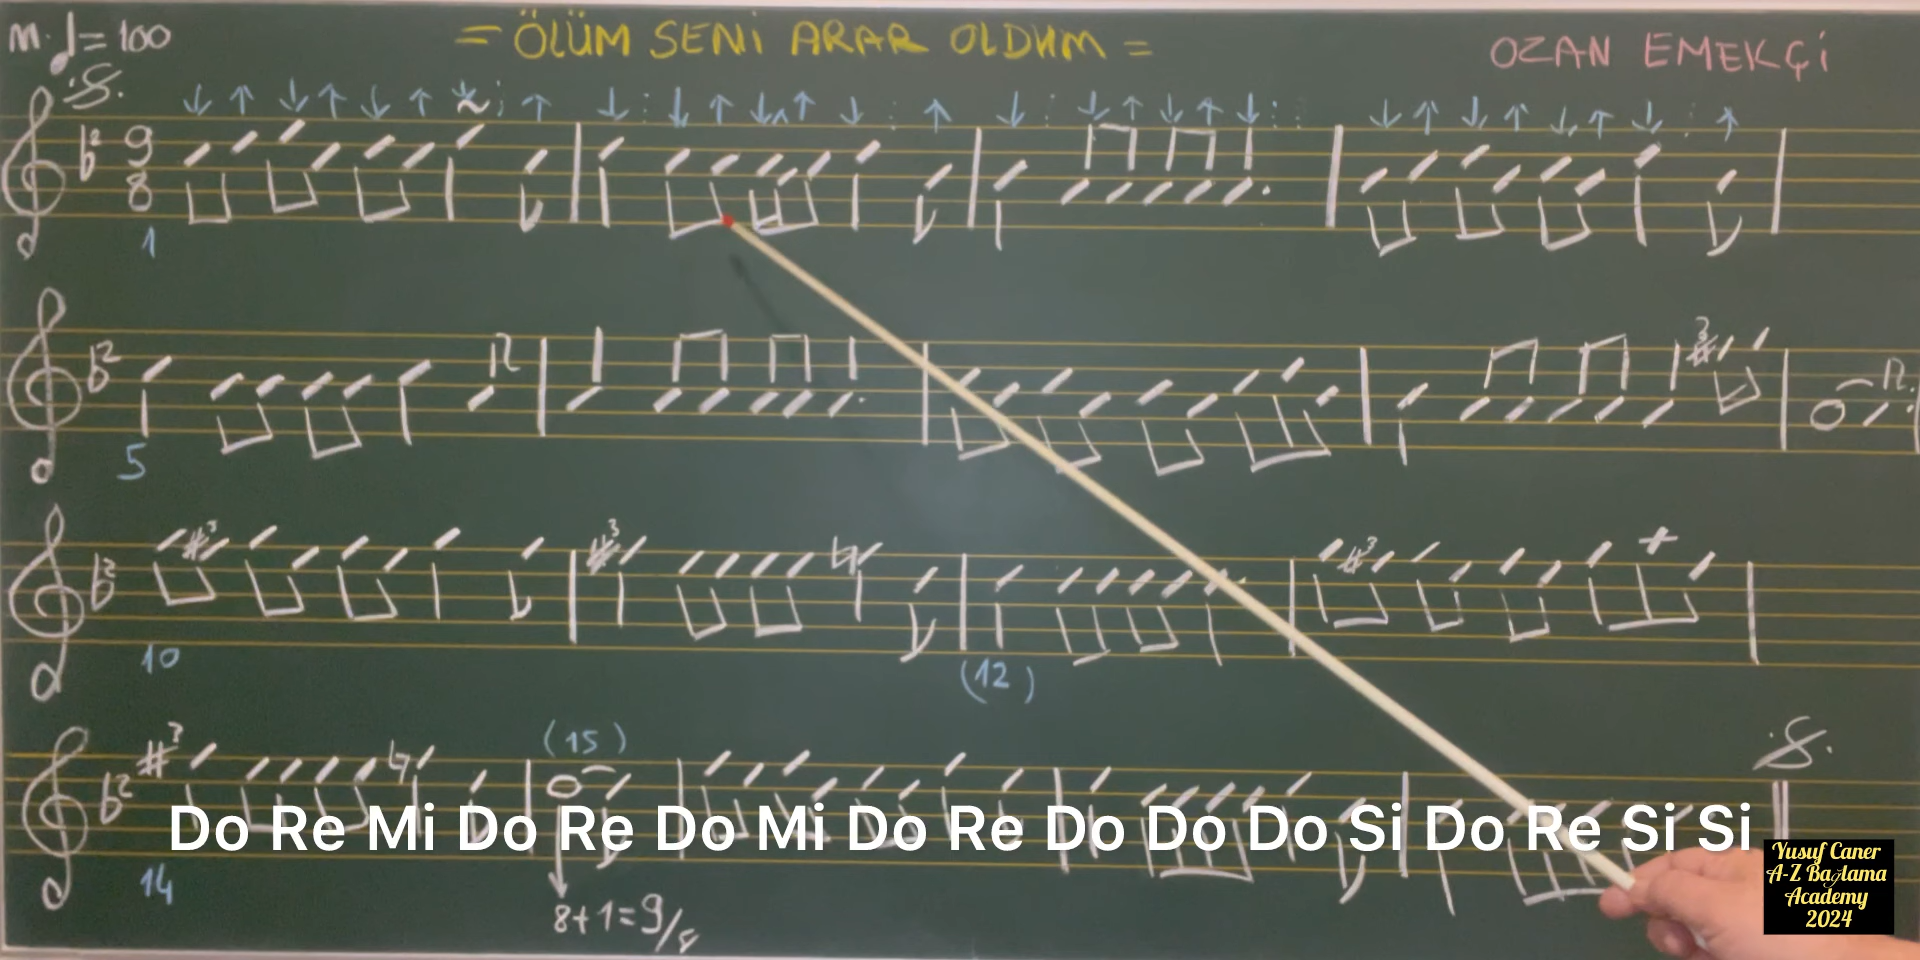 m. ♩=100
= ÖLÜM SENİ ARAR OLDUM =
OZAN EMEKÇİ
9
8
1
5
10
(12)
(15)
14
8+1=9/8
Do Re Mi Do Re Do Mi Do Re Do Do Do Si Do Re Si Si
Yusuf Caner
A-Z Bağlama
Academy
2024